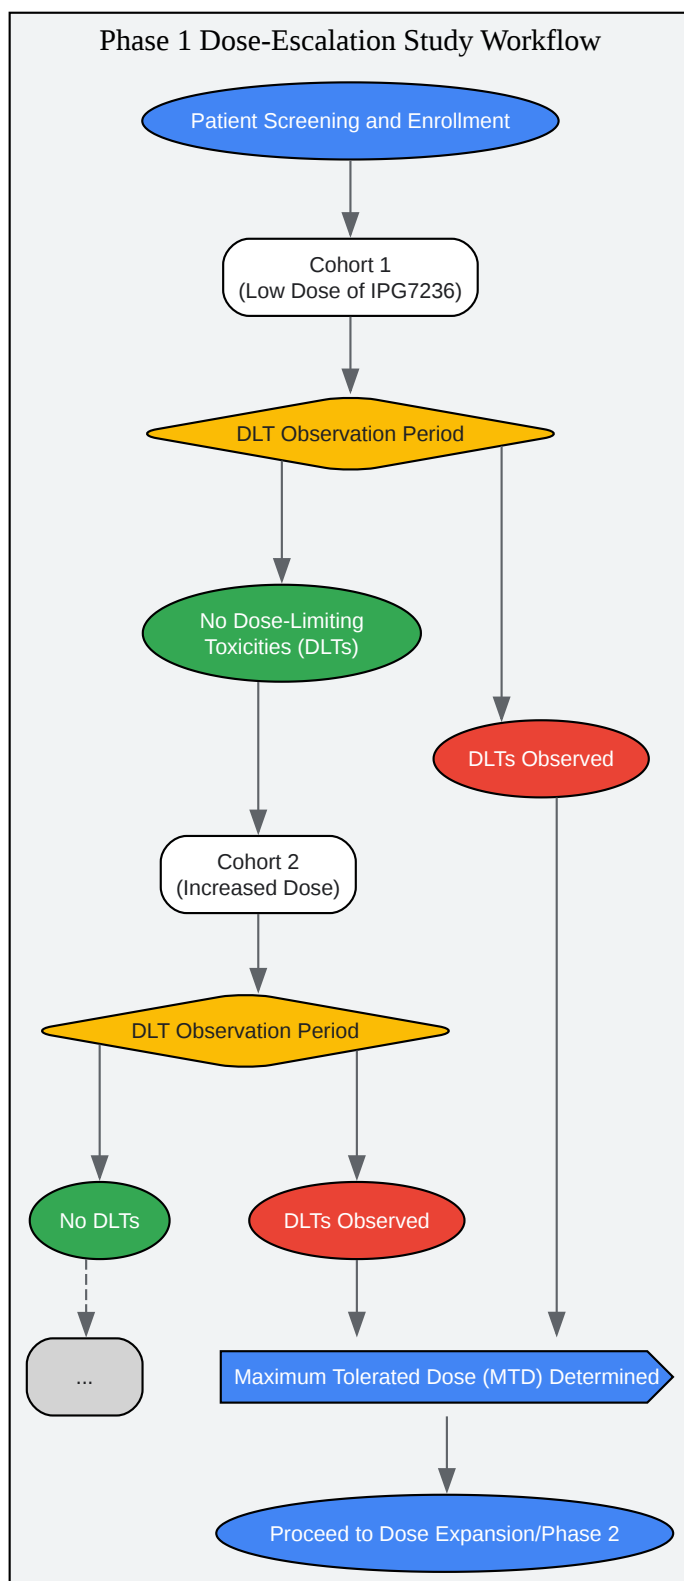 Phase 1 Dose-Escalation Study Workflow
Patient Screening and Enrollment
Cohort 1
(Low Dose of IPG7236)
DLT Observation Period
No Dose-Limiting
Toxicities (DLTs)
DLTs Observed
Cohort 2
(Increased Dose)
DLT Observation Period
No DLTs
DLTs Observed
...
Maximum Tolerated Dose (MTD) Determined
Proceed to Dose Expansion/Phase 2